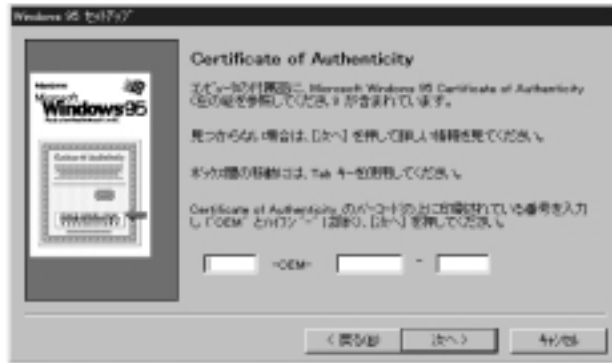 Windows 95 セットアップ
Microsoft
Windows95
Certificate of Authenticity
コンピュータの付属品に、Microsoft Windows 95 Certificate of Authenticity
(左の絵を参照してください) が含まれています。
見つからない場合は、[次へ] を押して詳しい情報を見てください。
ボックス間の移動には、Tab キーを使用してください。
Certificate of Authenticity のバーコードの上に印刷されている番号を入力
し ("OEM" とハイフン "-" は除く)、[次へ] を押してください。
-OEM- -
< 戻る(B) 次へ > キャンセル